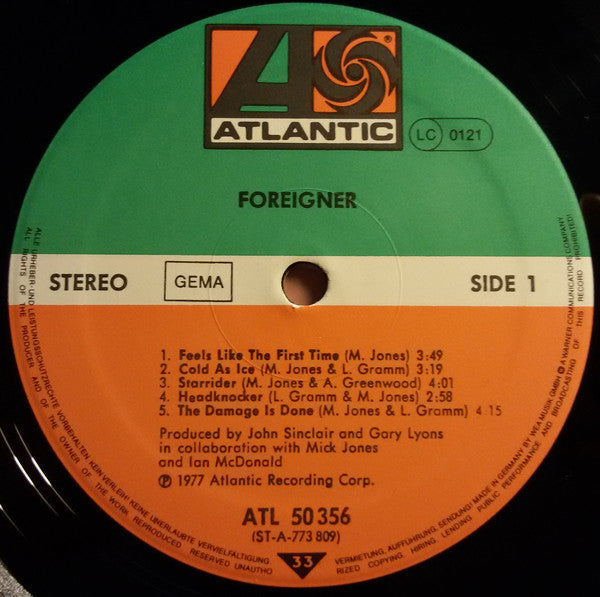 ATLANTIC
®
LC 0121
FOREIGNER
STEREO
GEMA
SIDE 1
1. Feels Like The First Time (M. Jones) 3:49
2. Cold As Ice (M. Jones & L. Gramm) 3:19
3. Starrider (M. Jones & A. Greenwood) 4:01
4. Headknocker (L. Gramm & M. Jones) 2:58
5. The Damage Is Done (M. Jones & L. Gramm) 4:15
Produced by John Sinclair and Gary Lyons
in collaboration with Mick Jones
and Ian McDonald
℗ 1977 Atlantic Recording Corp.
ATL 50 356
(ST-A-773 809)
33
ALLE URHEBER- UND LEISTUNGSSCHUTZRECHTE VORBEHALTEN KEIN VERLEIH! KEINE UNERLAUBTE VERVIELFÄLTIGUNG,
VERMIETUNG, AUFFÜHRUNG, SENDUNG! MADE IN GERMANY BY WEA MUSIK GMBH A WARNER COMMUNICATIONS COMPANY
ALL RIGHTS OF THE PRODUCER AND OF THE OWNER OF THE WORK REPRODUCED RESERVED UNAUTHO
RIZED COPYING, HIRING, LENDING PUBLIC PERFORMANCE AND BROADCASTING OF THIS RECORD PROHIBITED!